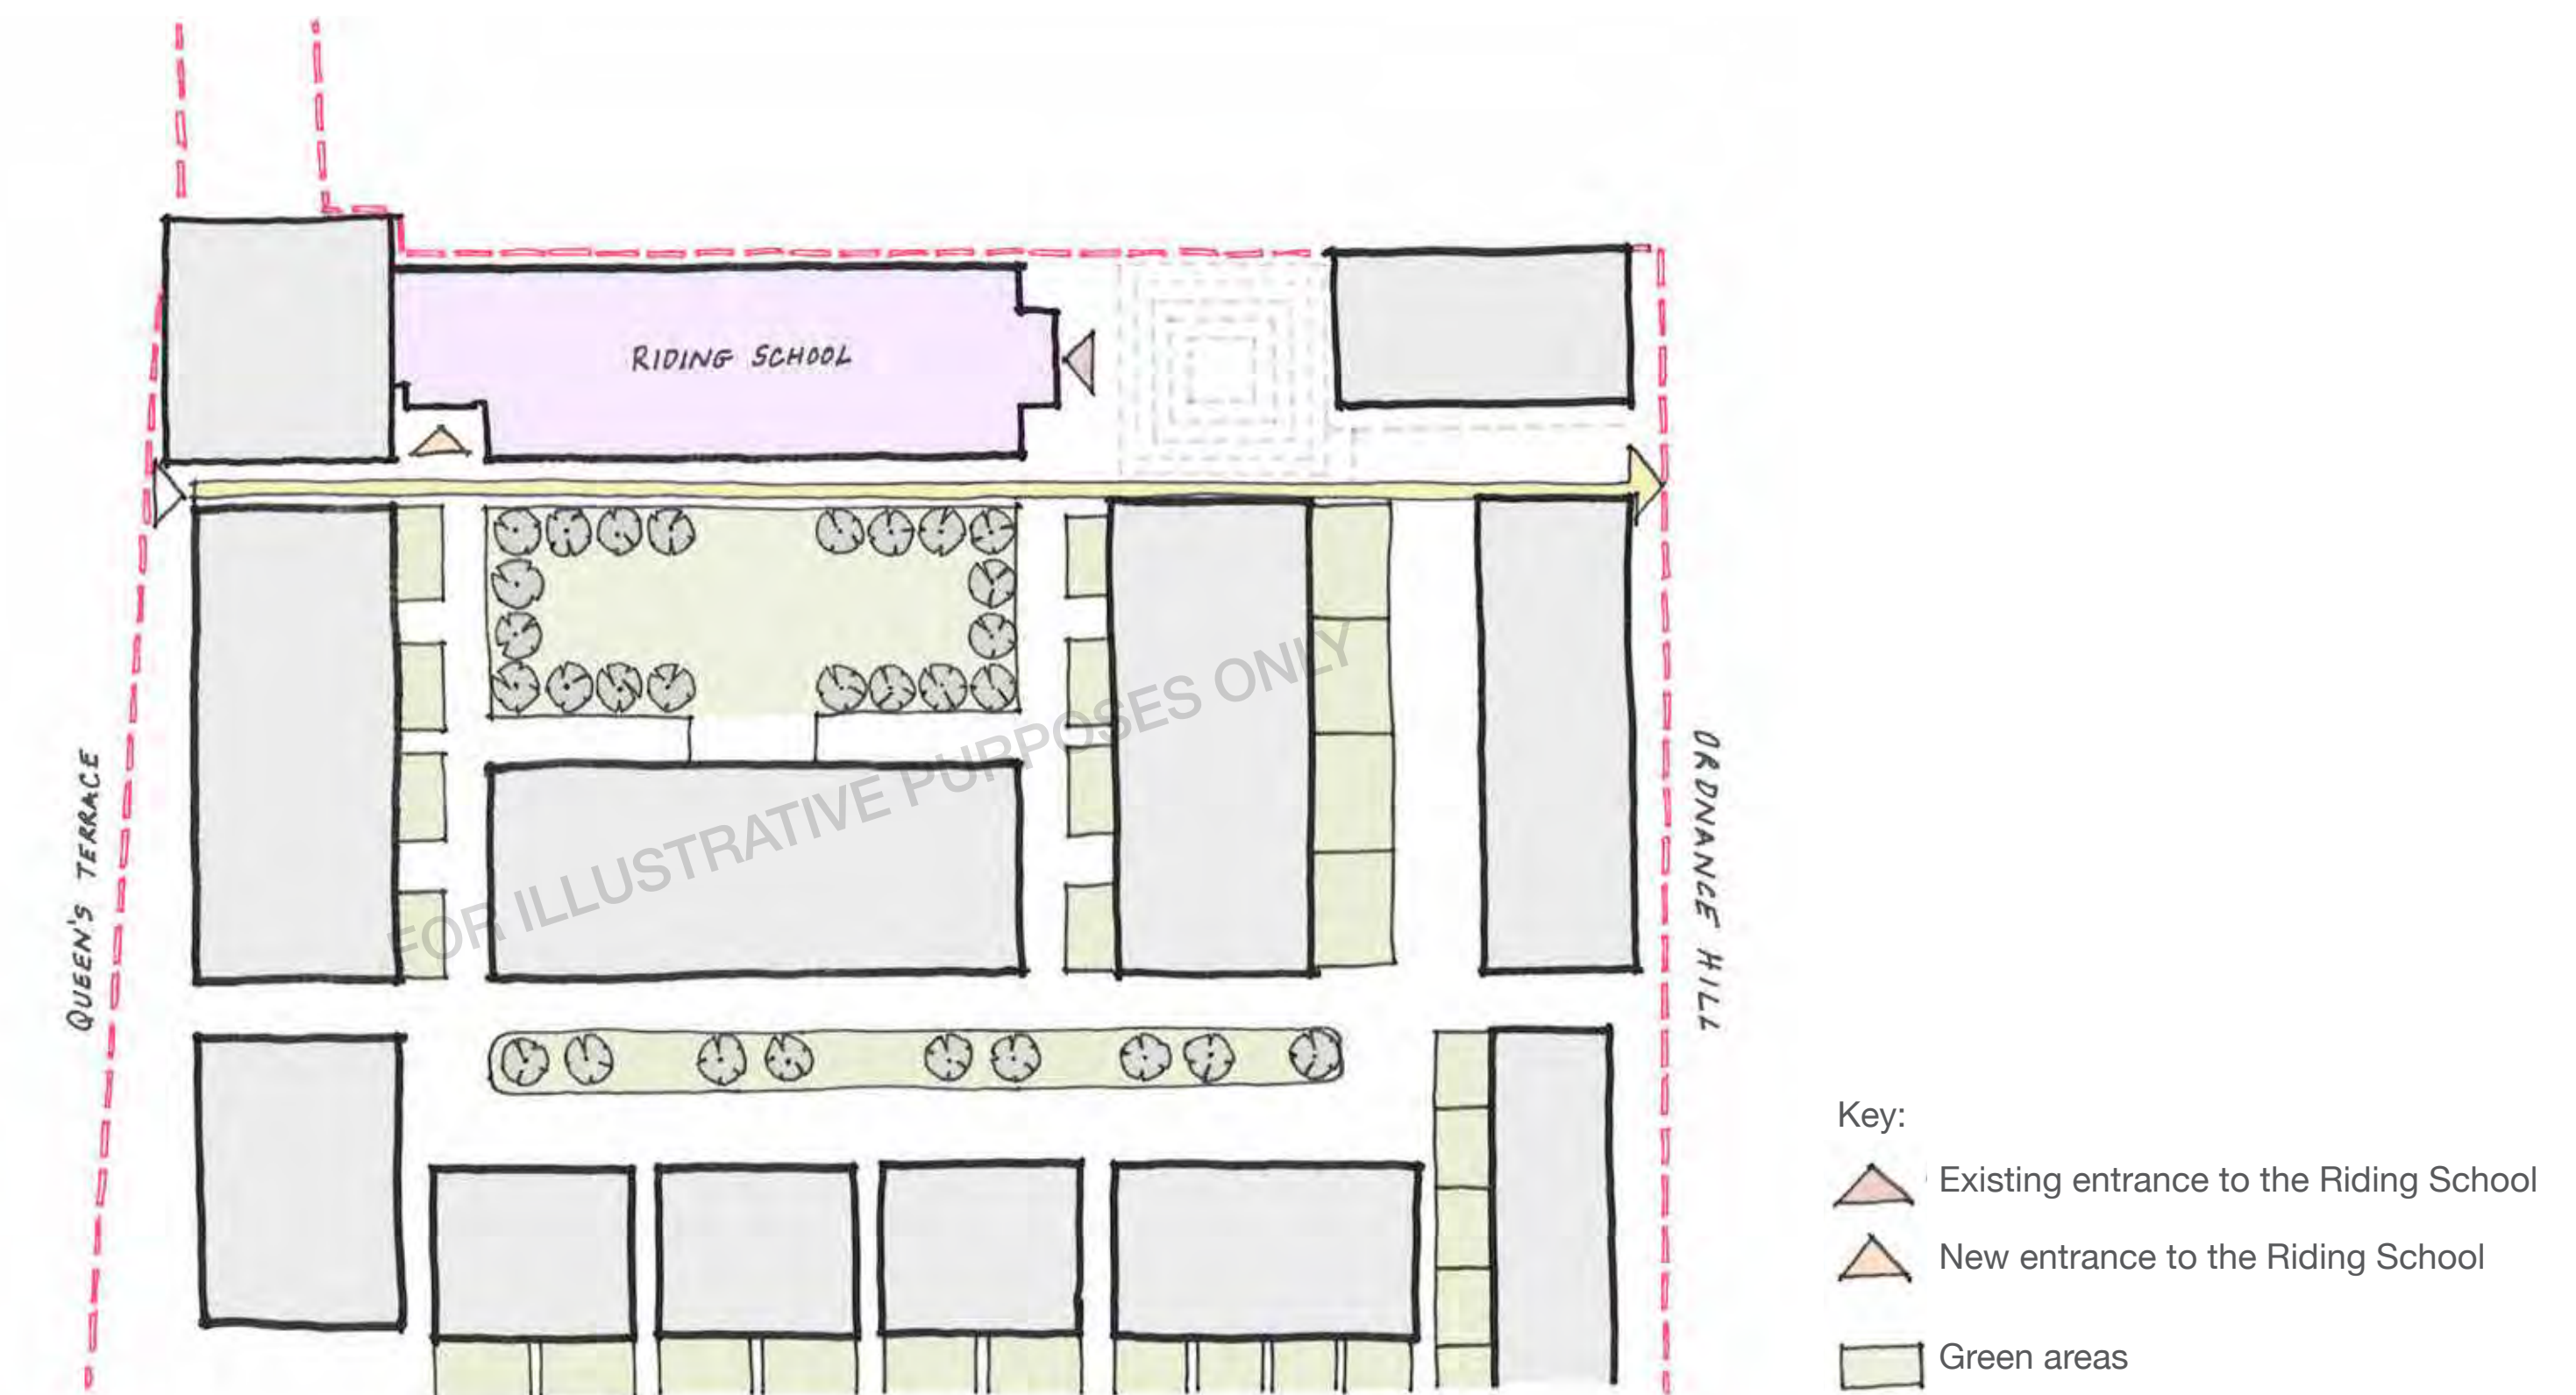 RIDING SCHOOL
QUEEN'S TERRACE
ORDNANCE HILL
FOR ILLUSTRATIVE PURPOSES ONLY
Key:
Existing entrance to the Riding School
New entrance to the Riding School
Green areas